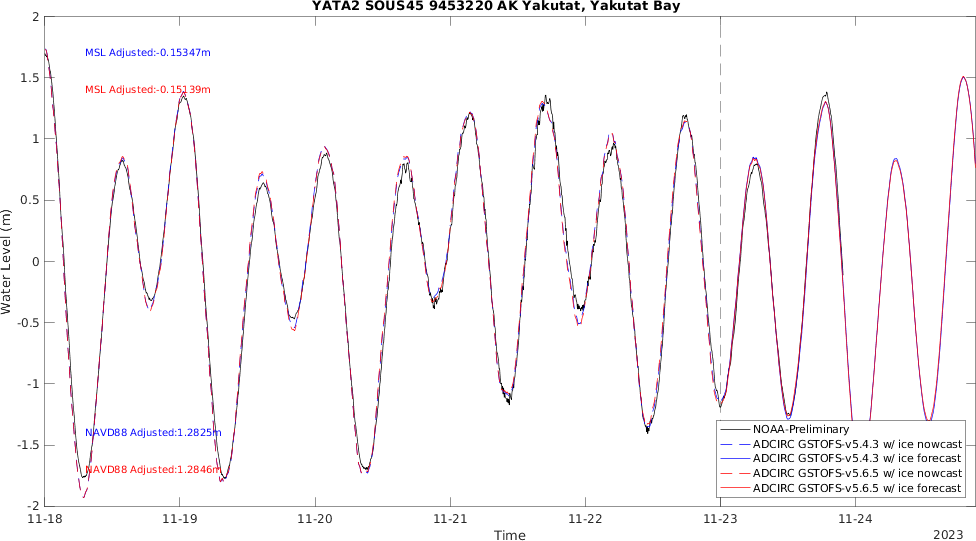 YATA2 SOUS45 9453220 AK Yakutat, Yakutat Bay
2
1.5
1
0.5
0
-0.5
-1
-1.5
-2
Water Level (m)
MSL Adjusted:-0.15347m
MSL Adjusted:-0.15139m
NAVD88 Adjusted:1.2825m
NAVD88 Adjusted:1.2846m
NOAA-Preliminary
ADCIRC GSTOFS-v5.4.3 w/ ice nowcast
ADCIRC GSTOFS-v5.4.3 w/ ice forecast
ADCIRC GSTOFS-v5.6.5 w/ ice nowcast
ADCIRC GSTOFS-v5.6.5 w/ ice forecast
11-18 11-19 11-20 11-21 11-22 11-23 11-24
Time
2023